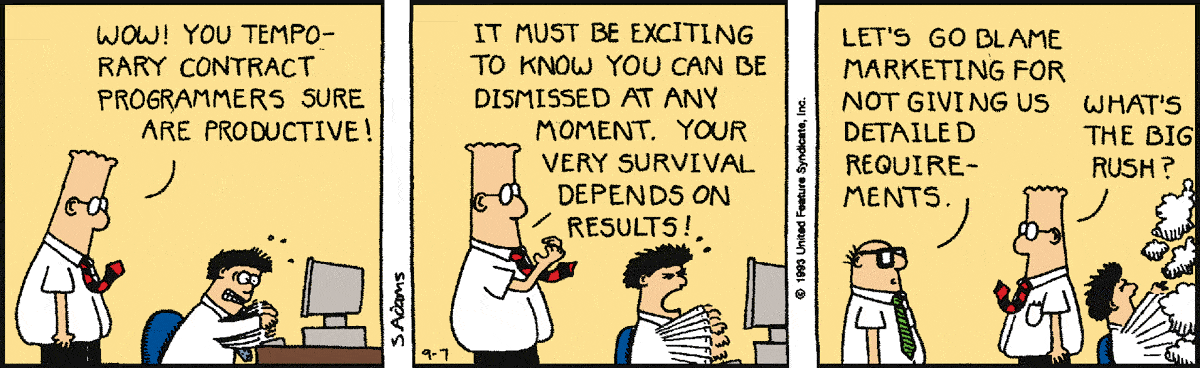 WOW! YOU TEMPO-
RARY CONTRACT
PROGRAMMERS SURE
ARE PRODUCTIVE!
S. Adams
IT MUST BE EXCITING
TO KNOW YOU CAN BE
DISMISSED AT ANY
MOMENT. YOUR
VERY SURVIVAL
DEPENDS ON
RESULTS!
9-7
© 1993 United Feature Syndicate, Inc.
LET'S GO BLAME
MARKETING FOR
NOT GIVING US
DETAILED
REQUIRE-
MENTS.
WHAT'S
THE BIG
RUSH?